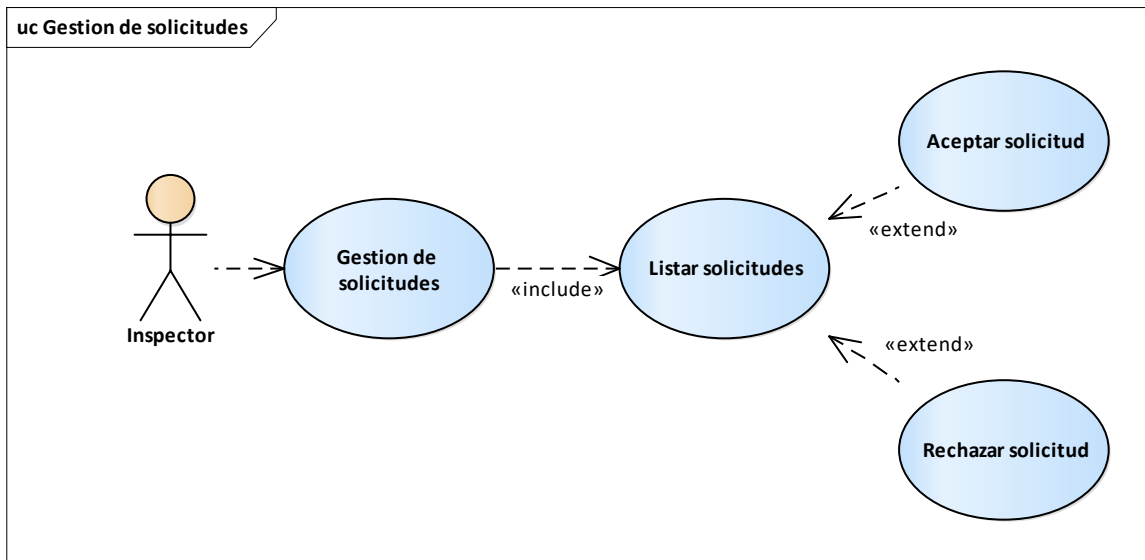 uc Gestion de solicitudes
Aceptar solicitud
«extend»
Gestion de
solicitudes
Listar solicitudes
«include»
Inspector
«extend»
Rechazar solicitud